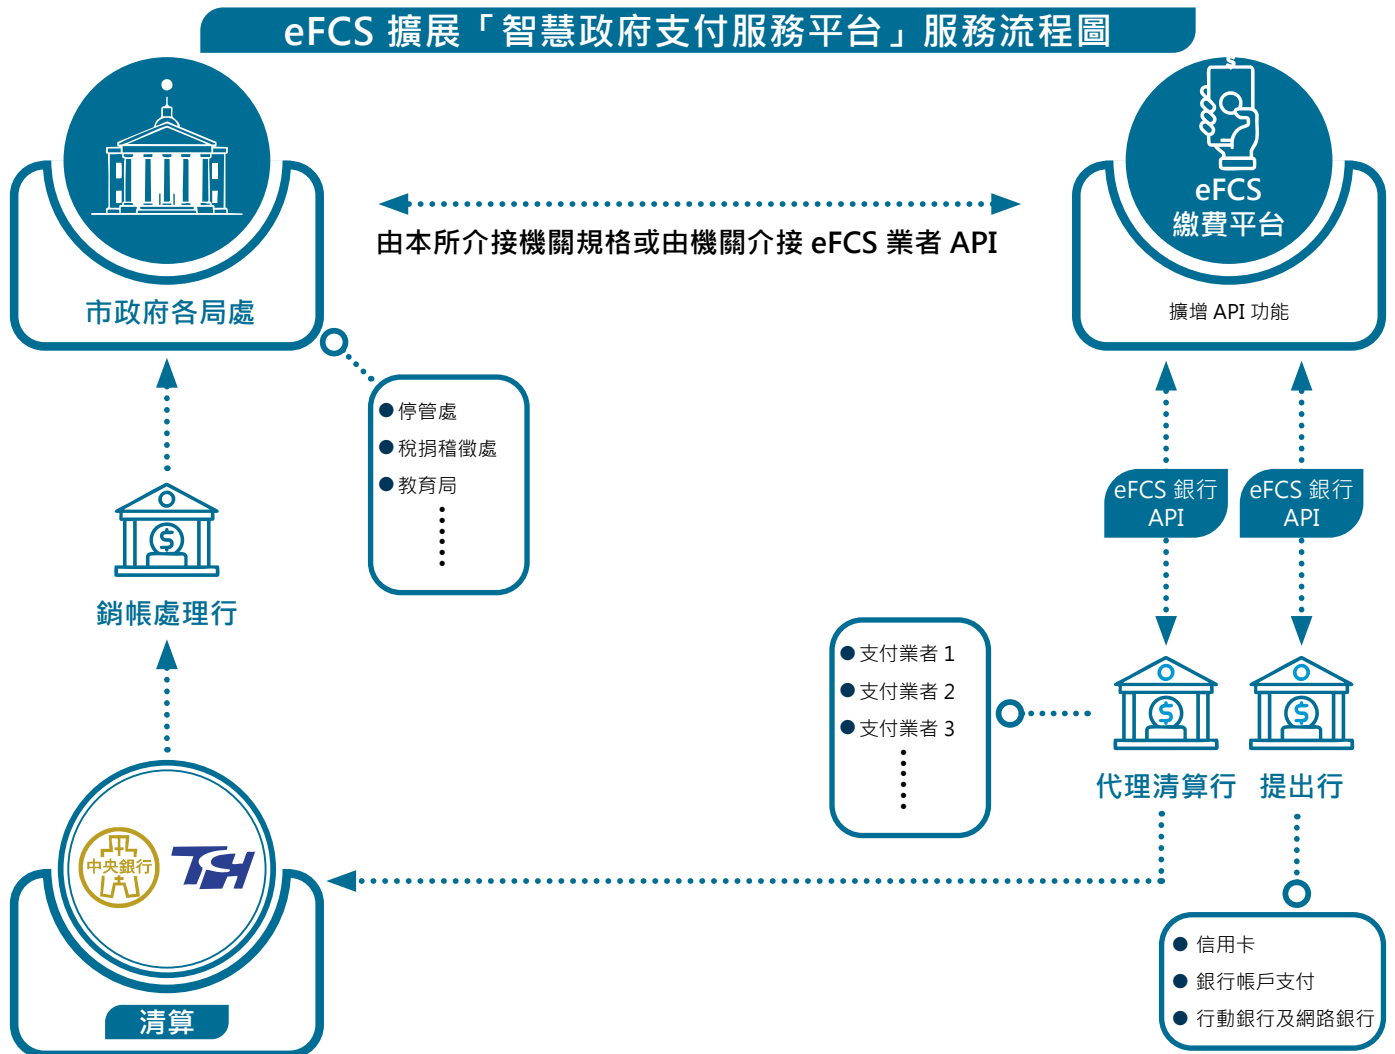 eFCS 擴展「智慧政府支付服務平台」服務流程圖
$
eFCS
繳費平台
擴增 API 功能
由本所介接機關規格或由機關介接 eFCS 業者 API
市政府各局處
停管處
稅捐稽徵處
教育局
$
銷帳處理行
eFCS 銀行
API
eFCS 銀行
API
支付業者 1
支付業者 2
支付業者 3
$
$
代理清算行
提出行
中央銀行
TCH
清算
信用卡
銀行帳戶支付
行動銀行及網路銀行